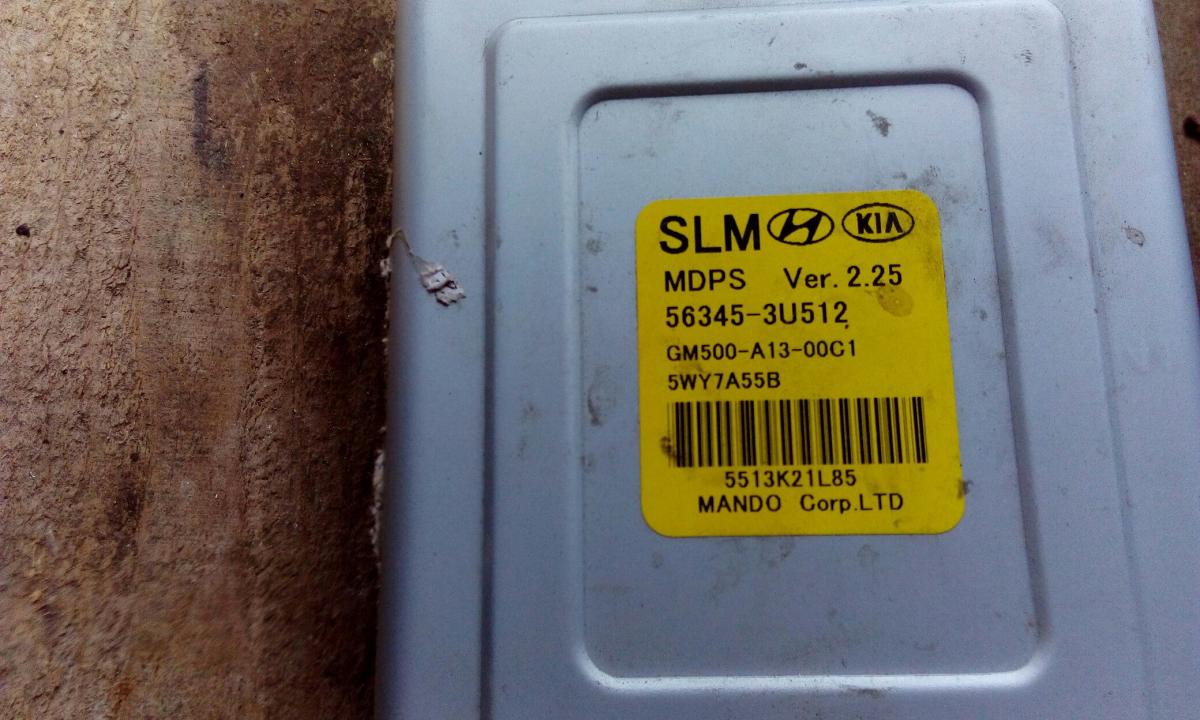 SLM KIA
MDPS Ver. 2.25
56345-3U512
GM500-A13-00C1
5WY7A55B
5513K21L85
MANDO Corp.LTD